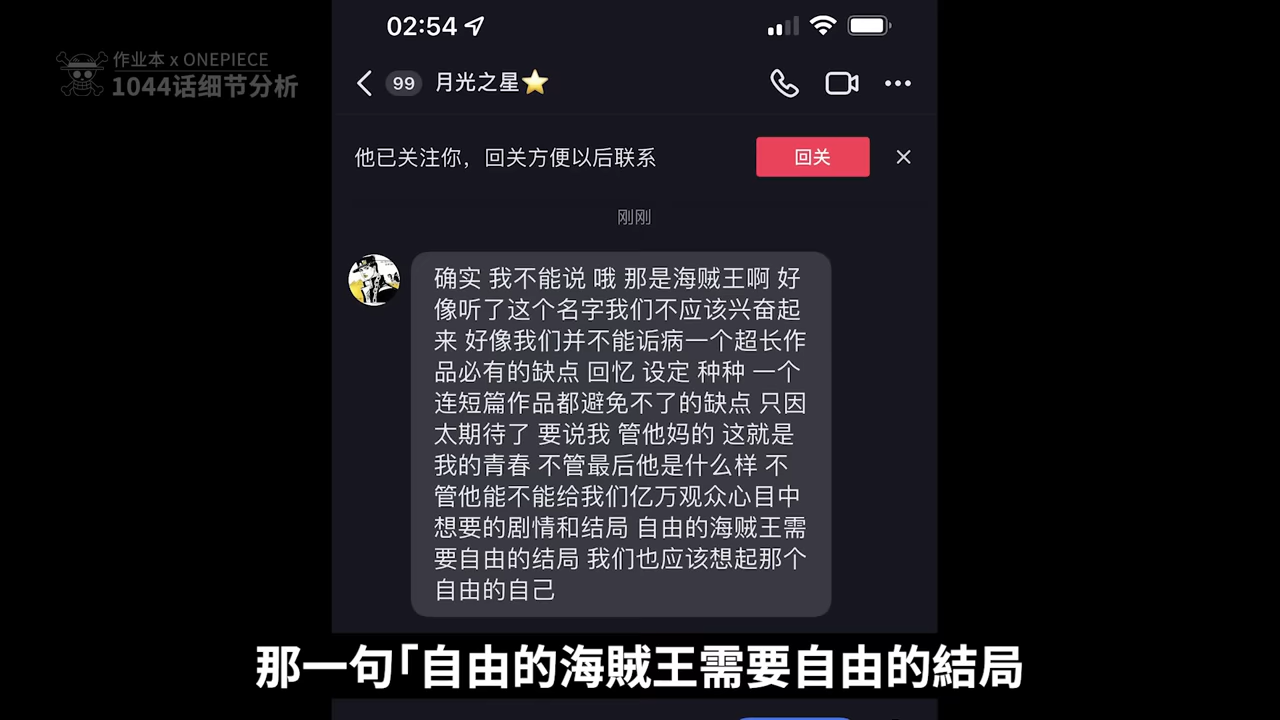 作业本 x ONEPIECE
1044话细节分析
02:54
99 月光之星⭐
他已关注你，回关方便以后联系
回关
刚刚
确实 我不能说 哦 那是海贼王啊 好
像听了这个名字我们不应该兴奋起
来 好像我们并不能诟病一个超长作
品必有的缺点 回忆 设定 种种 一个
连短篇作品都避免不了的缺点 只因
太期待了 要说我 管他妈的 这就是
我的青春 不管最后他是什么样 不
管他能不能给我们亿万观众心目中
想要的剧情和结局 自由的海贼王需
要自由的结局 我们也应该想起那个
自由的自己
那一句「自由的海賊王需要自由的結局